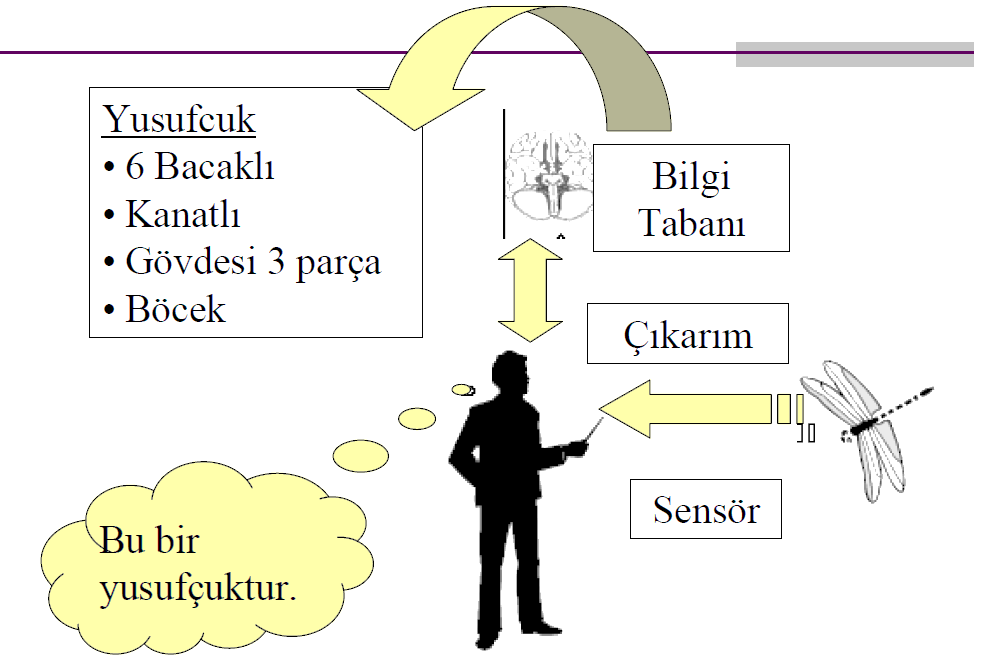 Yusufcuk
• 6 Bacaklı
• Kanatlı
• Gövdesi 3 parça
• Böcek
Bilgi
Tabanı
Çıkarım
Sensör
Bu bir
yusufçuktur.